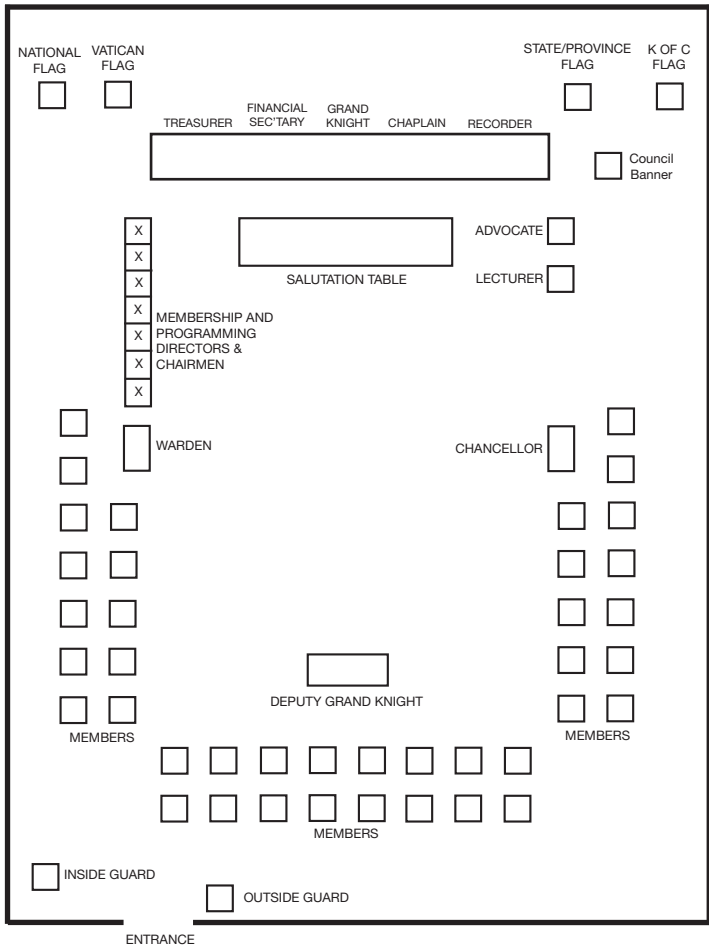 NATIONAL
FLAG
VATICAN
FLAG
STATE/PROVINCE
FLAG
K OF C
FLAG
TREASURER
FINANCIAL
SEC'TARY
GRAND
KNIGHT
CHAPLAIN
RECORDER
Council
Banner
X
X
X
X
X
X
X
ADVOCATE
SALUTATION TABLE
LECTURER
MEMBERSHIP AND
PROGRAMMING
DIRECTORS &
CHAIRMEN
WARDEN
CHANCELLOR
DEPUTY GRAND KNIGHT
MEMBERS
MEMBERS
MEMBERS
INSIDE GUARD
OUTSIDE GUARD
ENTRANCE